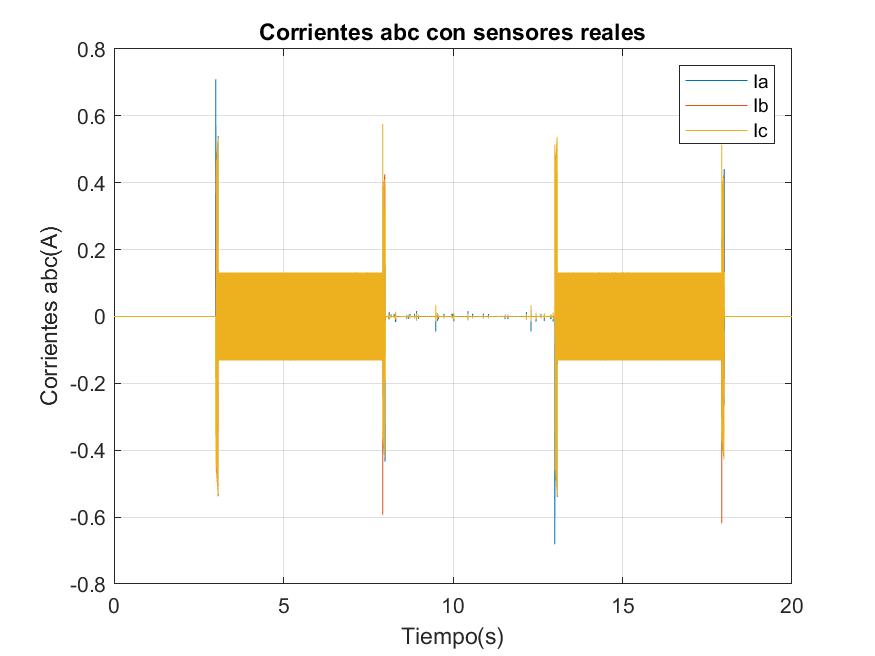 Corrientes abc con sensores reales
Ia
Ib
Ic
0.8
0.6
0.4
0.2
0
-0.2
-0.4
-0.6
-0.8
Corrientes abc(A)
0
5
10
15
20
Tiempo(s)